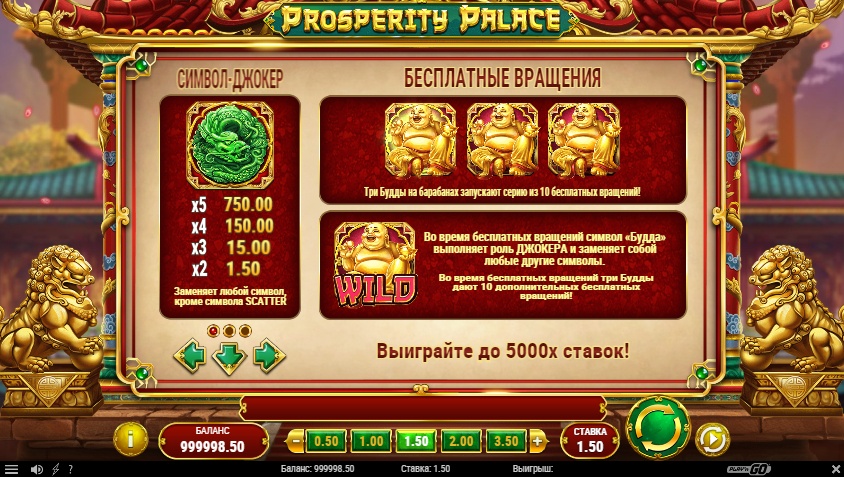 PROSPERITY PALACE
СИМВОЛ-ДЖОКЕР
x5 750.00
x4 150.00
x3 15.00
x2 1.50
Заменяет любой символ,
кроме символа SCATTER
БЕСПЛАТНЫЕ ВРАЩЕНИЯ
Три Будды на барабанах запускают серию из 10 бесплатных вращений!
WILD
Во время бесплатных вращений символ «Будда»
выполняет роль ДЖОКЕРА и заменяет собой
любые другие символы.
Во время бесплатных вращений три Будды
дают 10 дополнительных бесплатных
вращений!
Выиграйте до 5000x ставок!
i
БАЛАНС
999998.50
– 0.50 1.00 1.50 2.00 3.50 +
СТАВКА
1.50
? Баланс: 999998.50 Ставка: 1.50 Выигрыш: PLAY'N GO